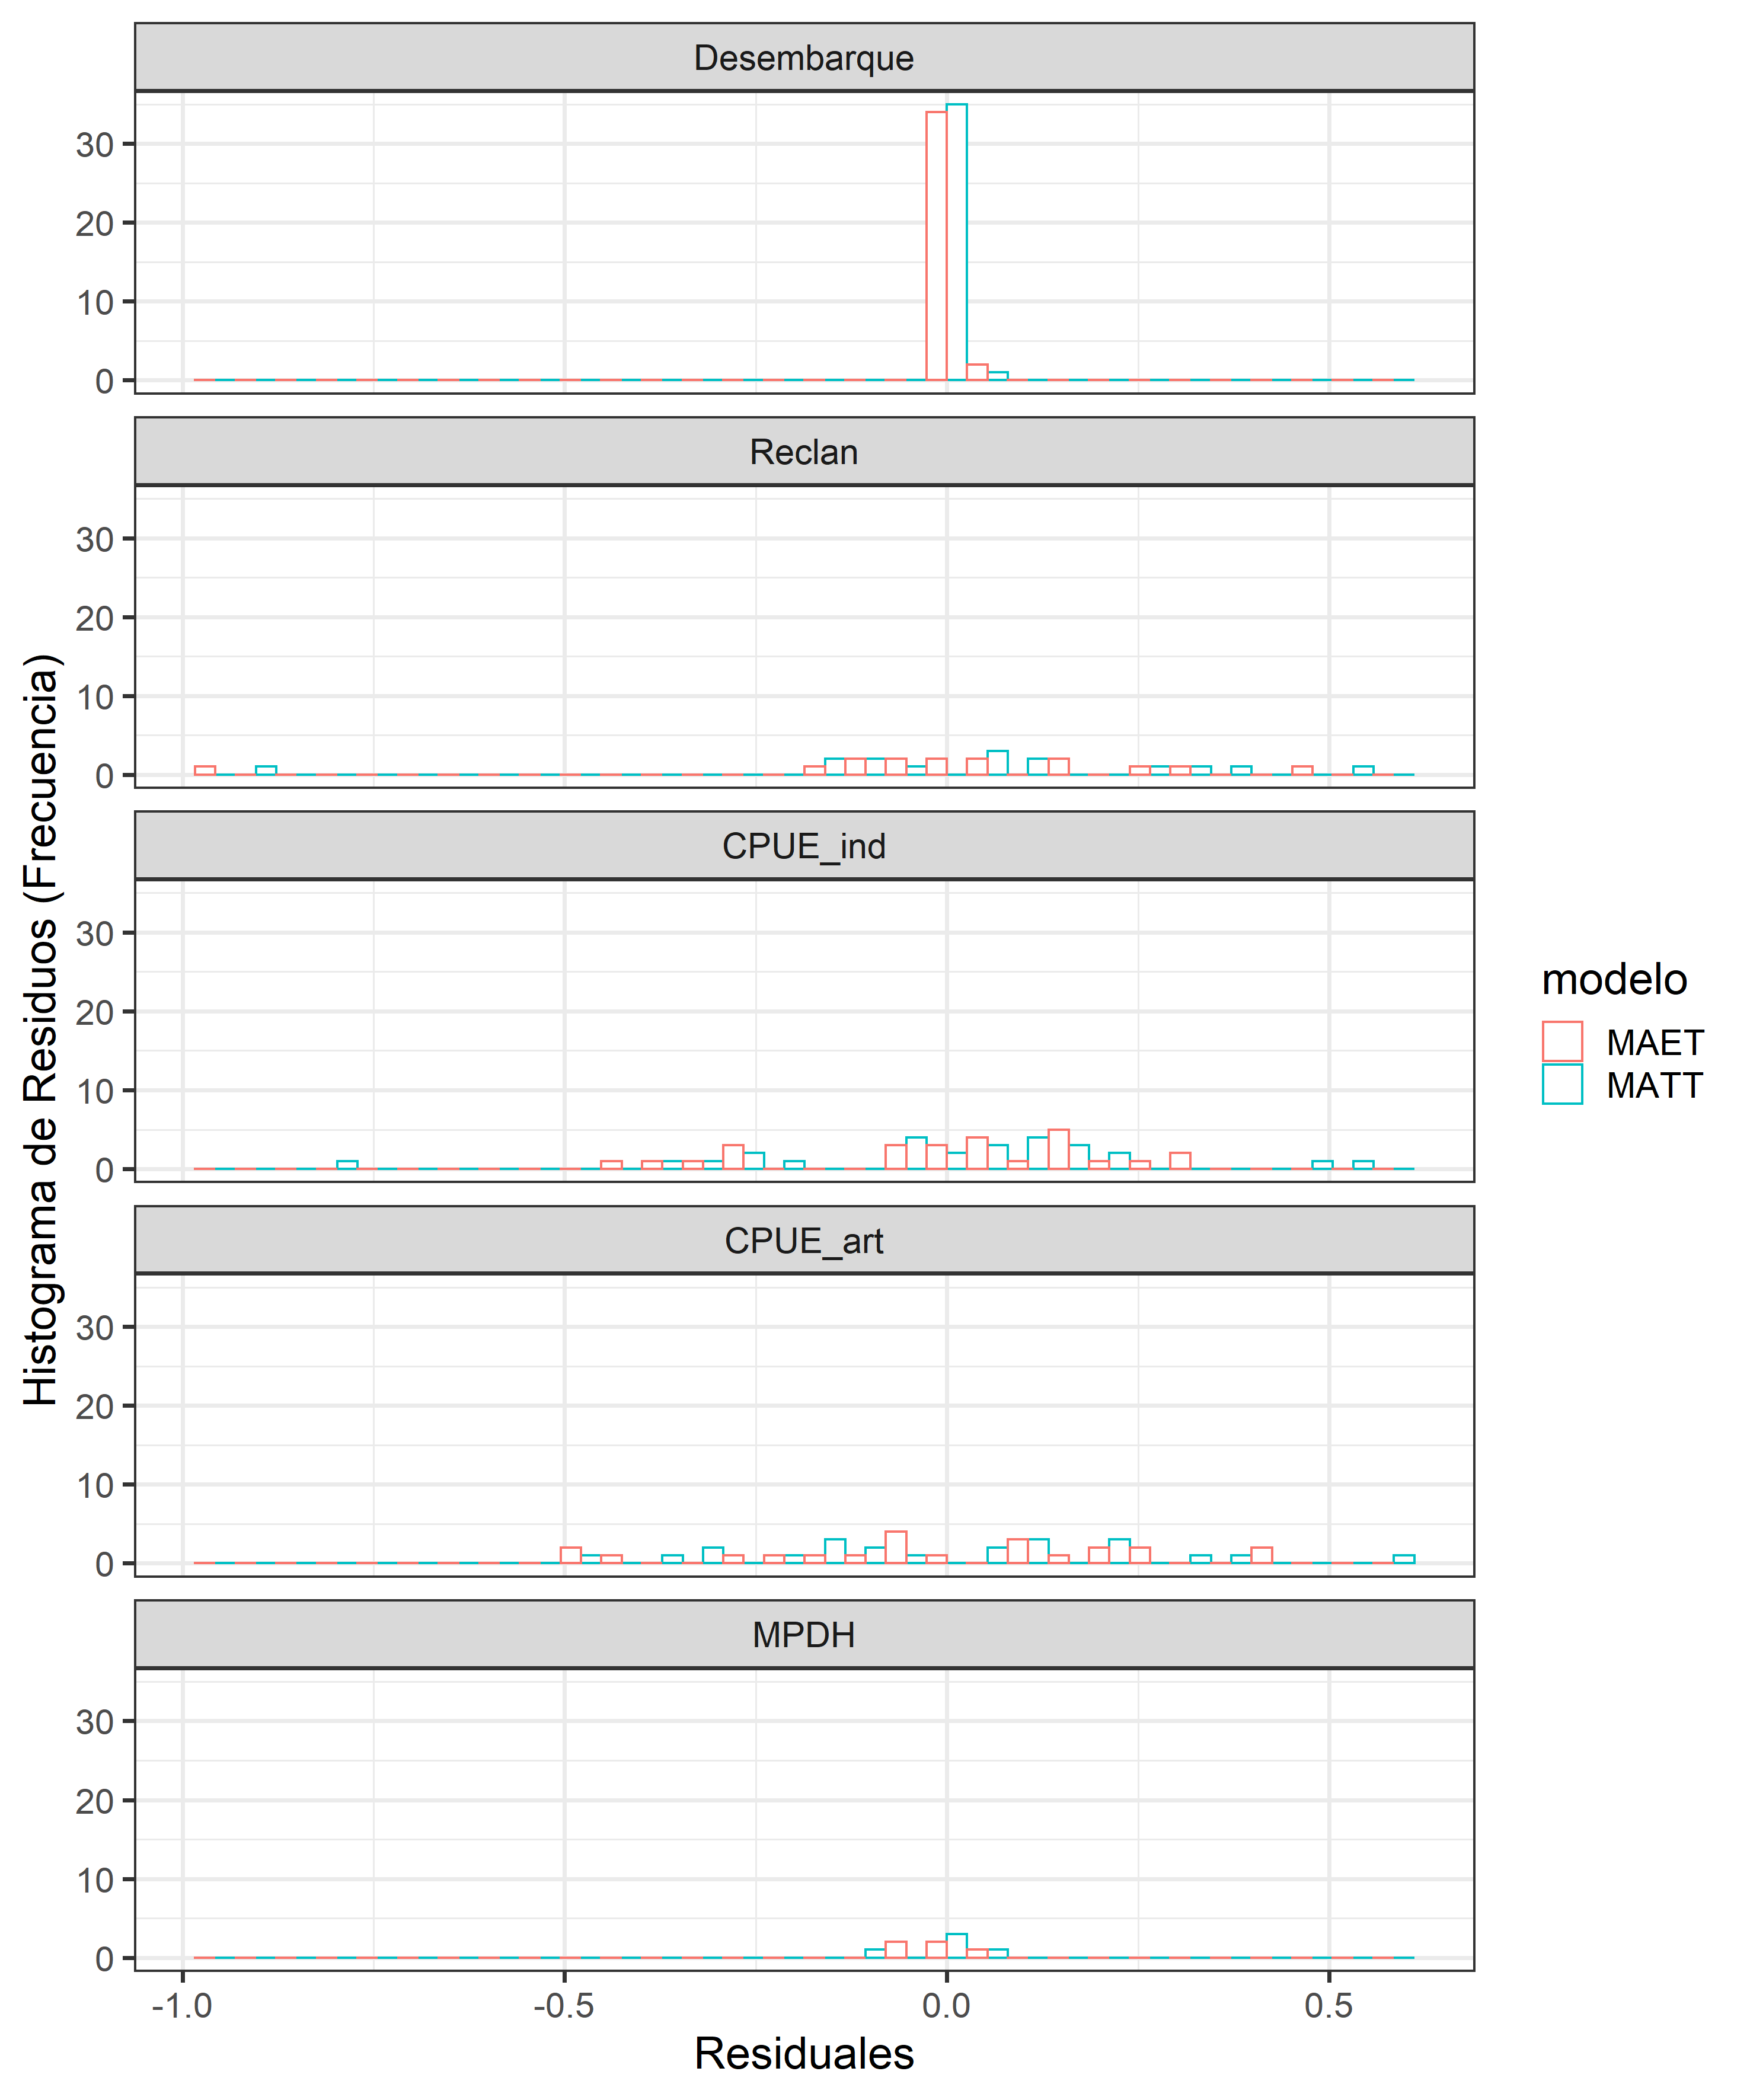 Desembarque
30
20
10
0
Reclan
30
20
10
0
CPUE_ind
30
20
10
0
CPUE_art
30
20
10
0
MPDH
30
20
10
0
-1.0 -0.5 0.0 0.5
Residuales
Histograma de Residuos (Frecuencia)
modelo
MAET
MATT